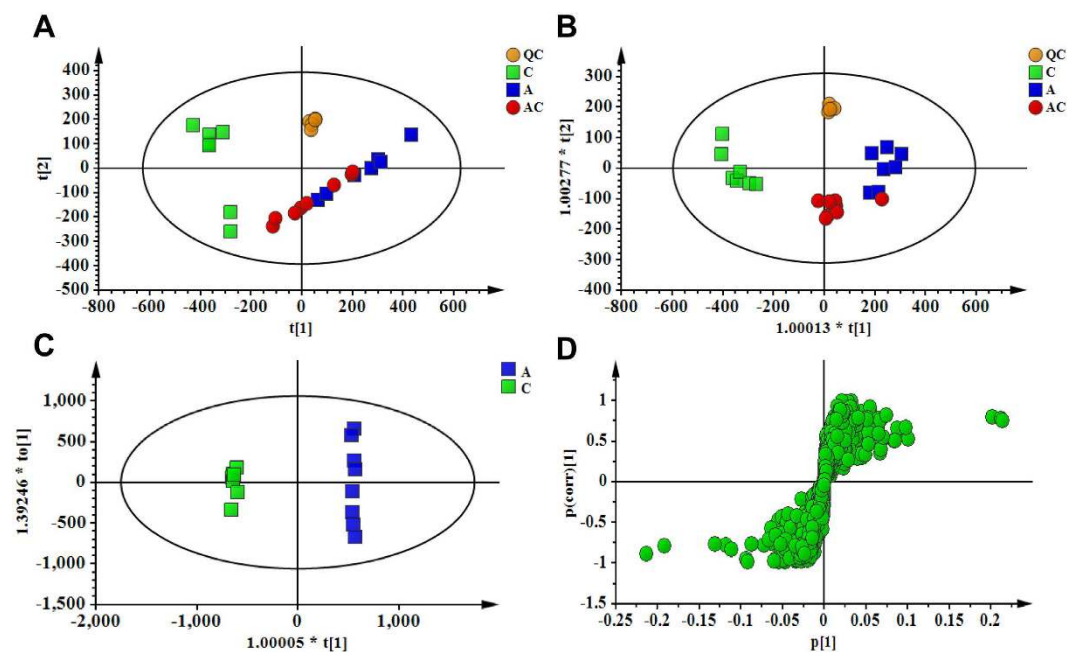 A
QC
C
A
AC
400
300
200
100
0
-100
-200
-300
-400
-500
t[2]
-800
-600
-400
-200
0
200
400
600
t[1]
B
QC
C
A
AC
300
200
100
0
-100
-200
-300
-400
1.00277 * t[2]
-800
-600
-400
-200
0
200
400
600
1.00013 * t[1]
C
A
C
1,000
500
0
-500
-1,000
-1,500
1.39246 * to[1]
-2,000
-1,000
0
1,000
1.00005 * t[1]
D
1
0.5
0
-0.5
-1
-1.5
p(corr)[1]
-0.25
-0.2
-0.15
-0.1
-0.05
0
0.05
0.1
0.15
0.2
p[1]